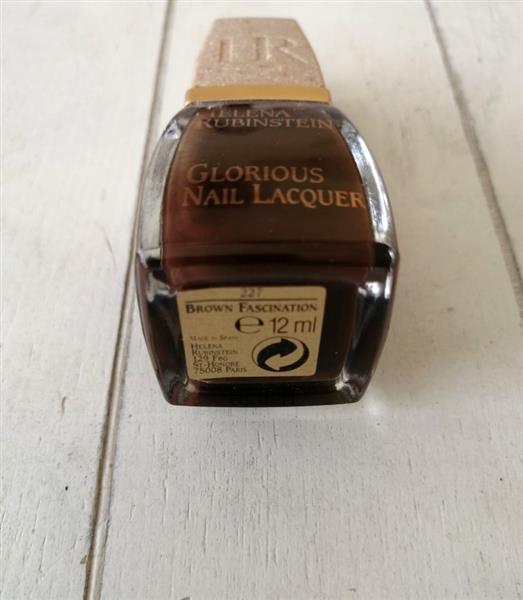 HR
HELENA
RUBINSTEIN
GLORIOUS
NAIL LACQUER
227
BROWN FASCINATION
e 12 ml
MADE IN SPAIN
HELENA
RUBINSTEIN
129 FBG
ST-HONORÉ
75008 PARIS